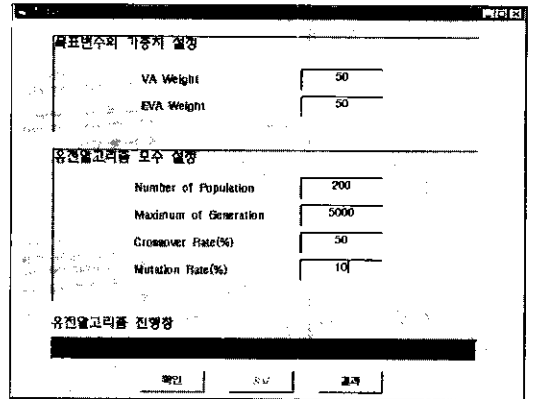 목표변수의 가중치 설정
VA Weight 50
EVA Weight 50
유전알고리즘 모수 설정
Number of Population 200
Maximum of Generation 5000
Crossover Rate(%) 50
Mutation Rate(%) 10
유전알고리즘 진행창
확인 결과